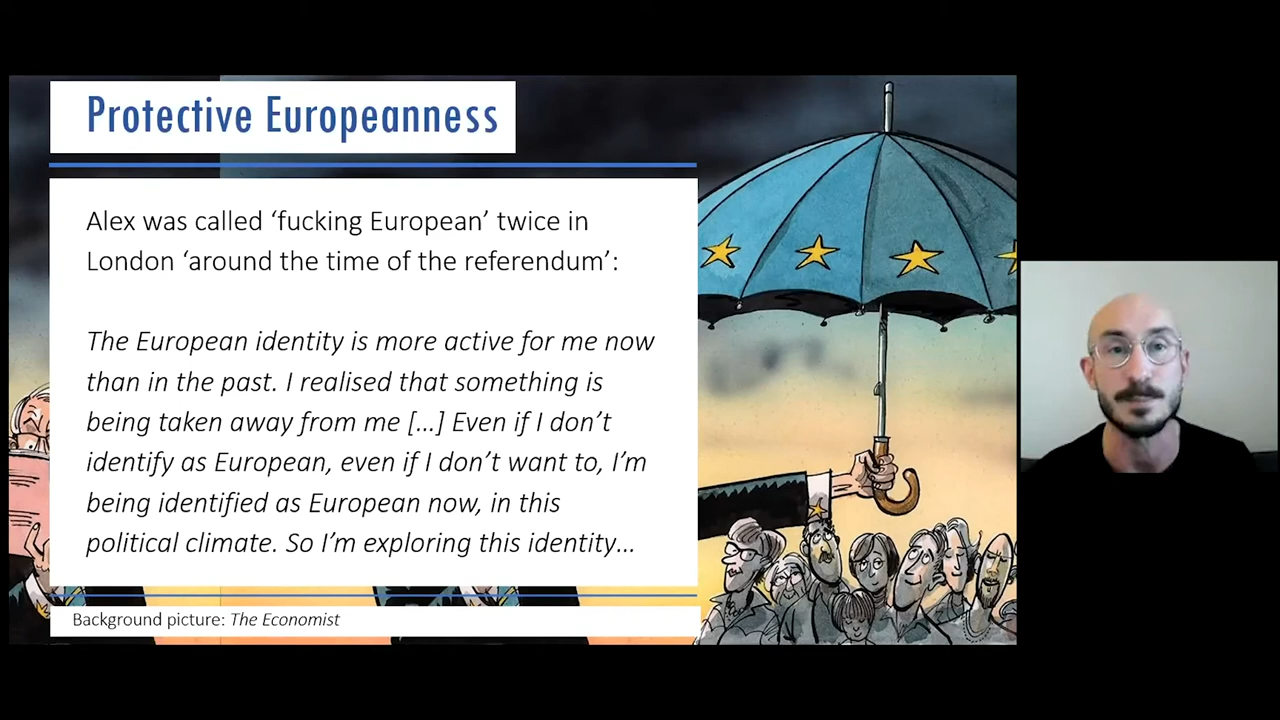 Protective Europeanness
Alex was called ‘fucking European’ twice in
London ‘around the time of the referendum’:
The European identity is more active for me now
than in the past. I realised that something is
being taken away from me […] Even if I don’t
identify as European, even if I don’t want to, I’m
being identified as European now, in this
political climate. So I’m exploring this identity…
Background picture: The Economist